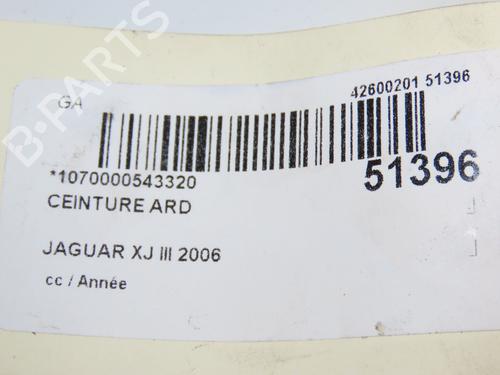 B-PARTS
GA
42600201 51396
*1070000543320
51396
CEINTURE ARD
JAGUAR XJ III 2006
cc / Année